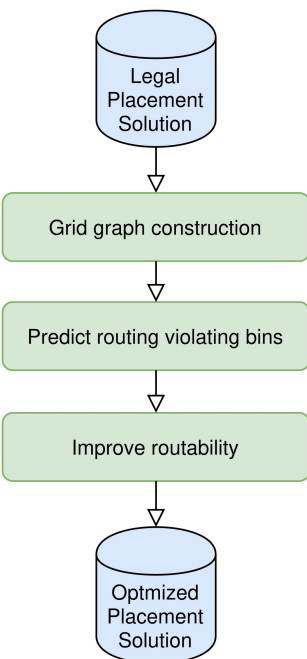 Legal
Placement
Solution
Grid graph construction
Predict routing violating bins
Improve routability
Optmized
Placement
Solution